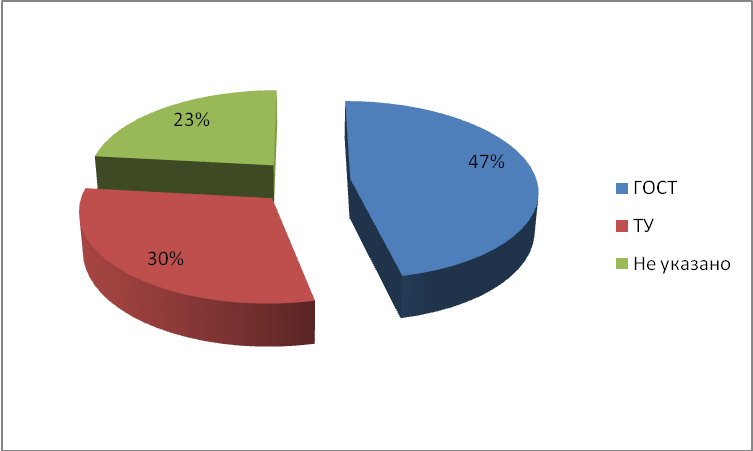 23%
47%
30%
ГОСТ
ТУ
Не указано